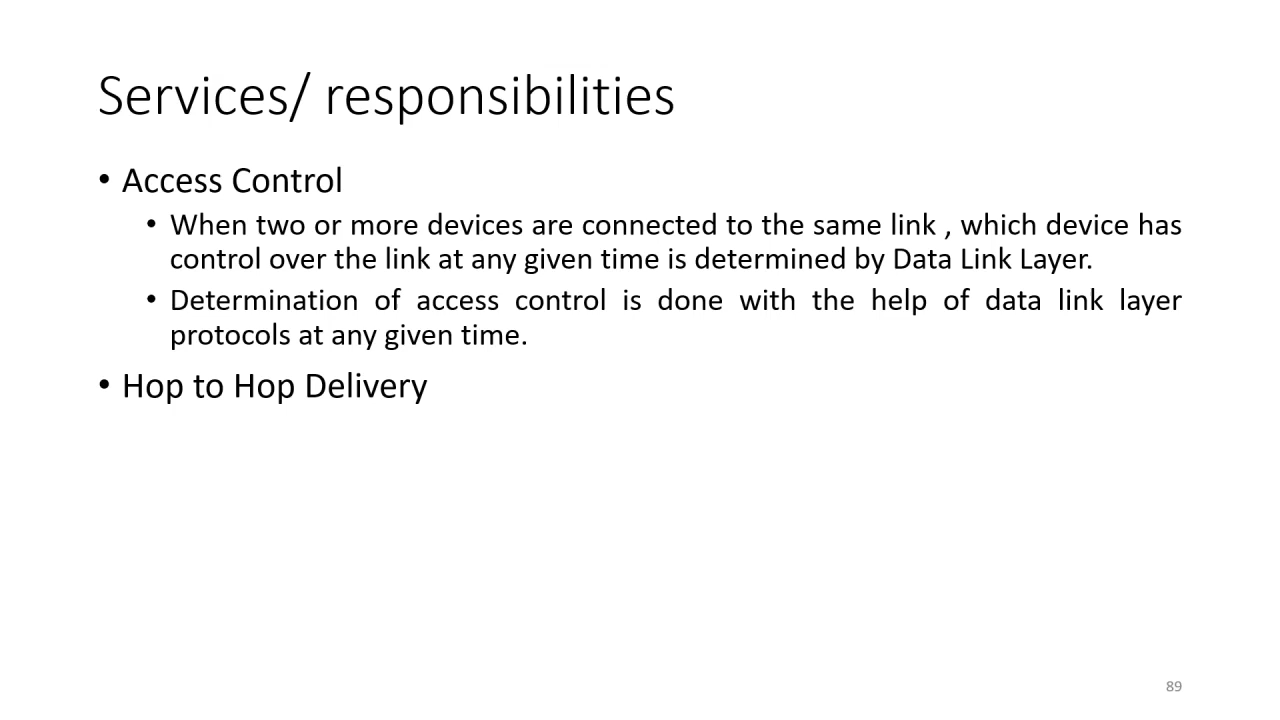 Services/ responsibilities
• Access Control
• When two or more devices are connected to the same link , which device has
control over the link at any given time is determined by Data Link Layer.
• Determination of access control is done with the help of data link layer
protocols at any given time.
• Hop to Hop Delivery
89